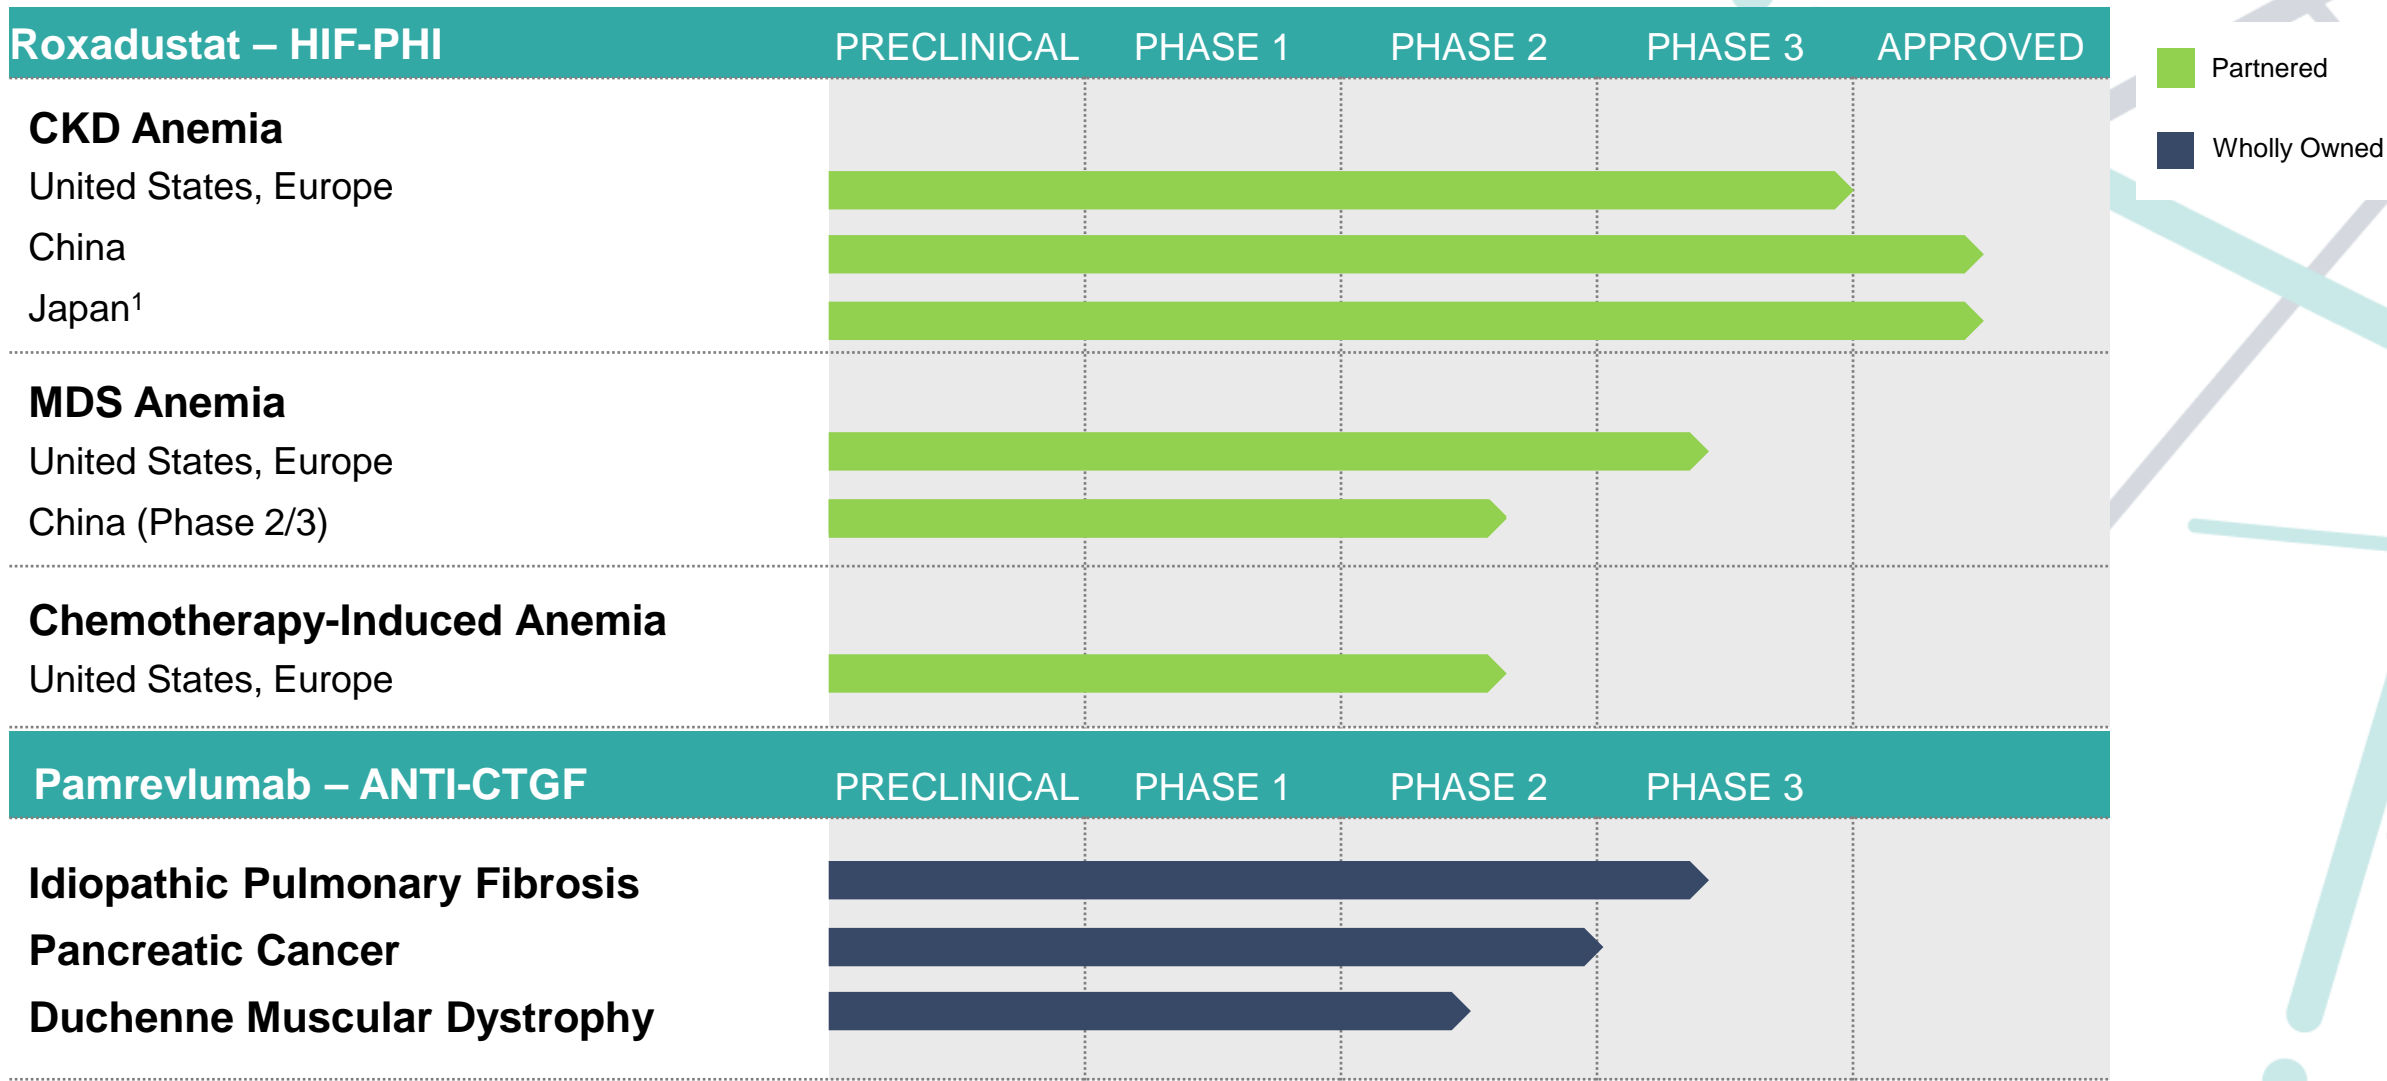 Roxadustat – HIF-PHI PRECLINICAL PHASE 1 PHASE 2 PHASE 3 APPROVED
Partnered
Wholly Owned
CKD Anemia
United States, Europe
China
Japan¹
MDS Anemia
United States, Europe
China (Phase 2/3)
Chemotherapy-Induced Anemia
United States, Europe
Pamrevlumab – ANTI-CTGF PRECLINICAL PHASE 1 PHASE 2 PHASE 3
Idiopathic Pulmonary Fibrosis
Pancreatic Cancer
Duchenne Muscular Dystrophy